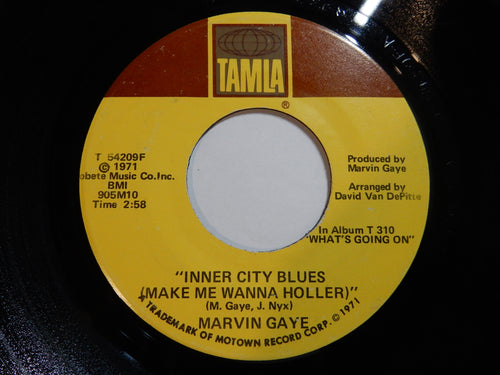 TAMLA
®
T 54209F
© 1971
obete Music Co.Inc.
BMI
905M10
Time 2:58
Produced by
Marvin Gaye
Arranged by
David Van DePitte
In Album T 310
"WHAT'S GOING ON"
"INNER CITY BLUES
(MAKE ME WANNA HOLLER)"
(M. Gaye, J. Nyx)
MARVIN GAYE
A TRADEMARK OF MOTOWN RECORD CORP. © 1971